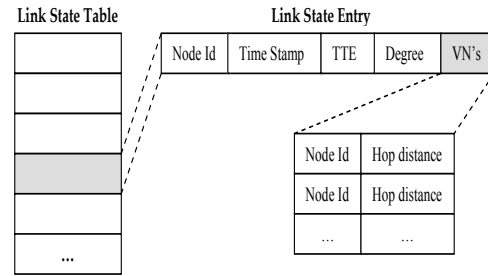 Link State Table
Link State Entry
Node Id Time Stamp TTE Degree VN's
Node Id Hop distance
Node Id Hop distance
... ...
...